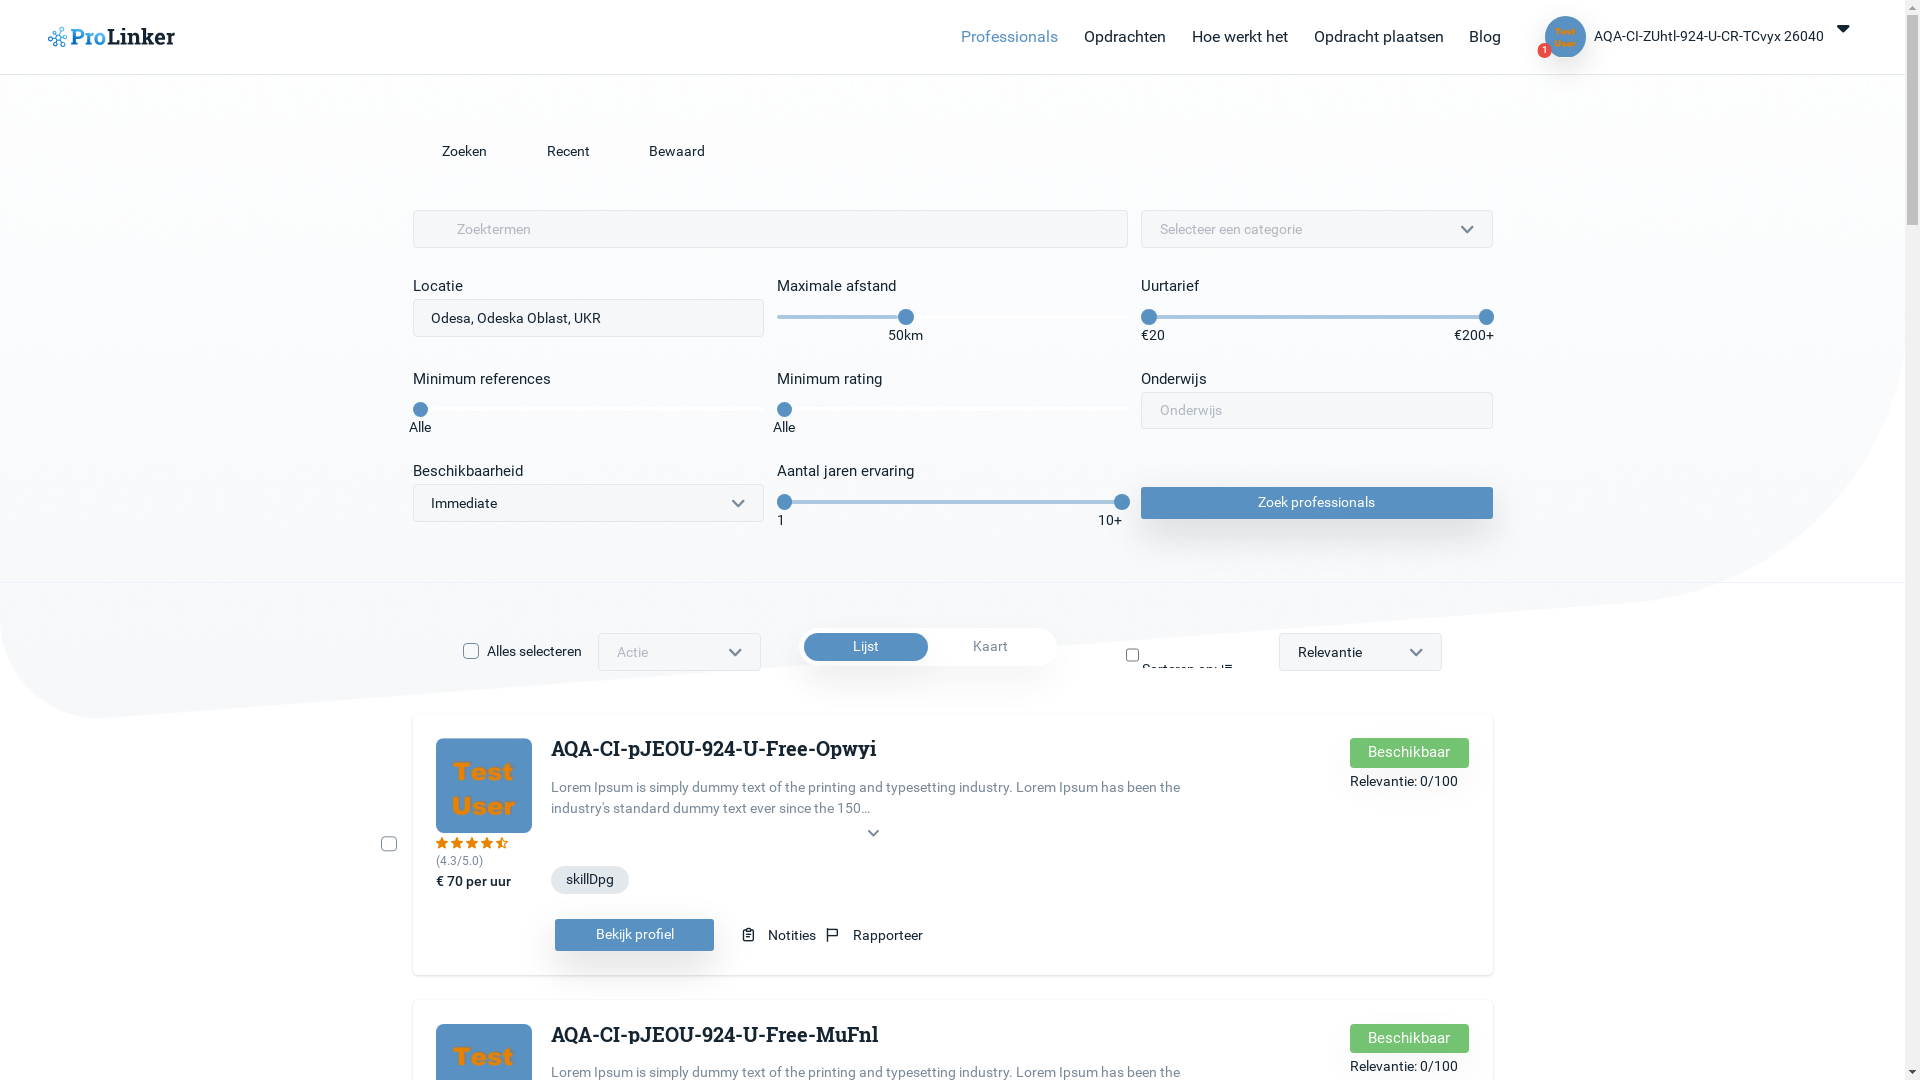 ProLinker
Professionals Opdrachten Hoe werkt het Opdracht plaatsen Blog
1
Test
User
AQA-CI-ZUhtl-924-U-CR-TCvyx 26040
Zoeken Recent Bewaard
Zoektermen
Selecteer een categorie
Locatie
Odesa, Odeska Oblast, UKR
Maximale afstand
50km
Uurtarief
€20 €200+
Minimum references
Alle
Minimum rating
Alle
Onderwijs
Onderwijs
Beschikbaarheid
Immediate
Aantal jaren ervaring
1 10+
Zoek professionals
Alles selecteren
Actie
Lijst Kaart
Relevantie
Test
User
(4.3/5.0)
€ 70 per uur
AQA-CI-pJEOU-924-U-Free-Opwyi
Lorem Ipsum is simply dummy text of the printing and typesetting industry. Lorem Ipsum has been the
industry's standard dummy text ever since the 150...
skillDpg
Bekijk profiel Notities Rapporteer
Beschikbaar
Relevantie: 0/100
Test
AQA-CI-pJEOU-924-U-Free-MuFnl
Lorem Ipsum is simply dummy text of the printing and typesetting industry. Lorem Ipsum has been the
Beschikbaar
Relevantie: 0/100